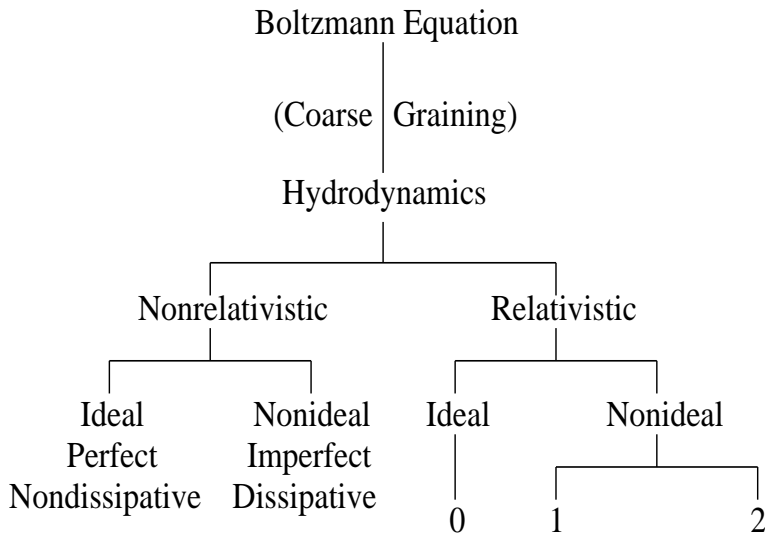 Boltzmann Equation
(Coarse Graining)
Hydrodynamics
Nonrelativistic Relativistic
Ideal Nonideal Ideal Nonideal
Perfect Imperfect
Nondissipative Dissipative
0 1 2